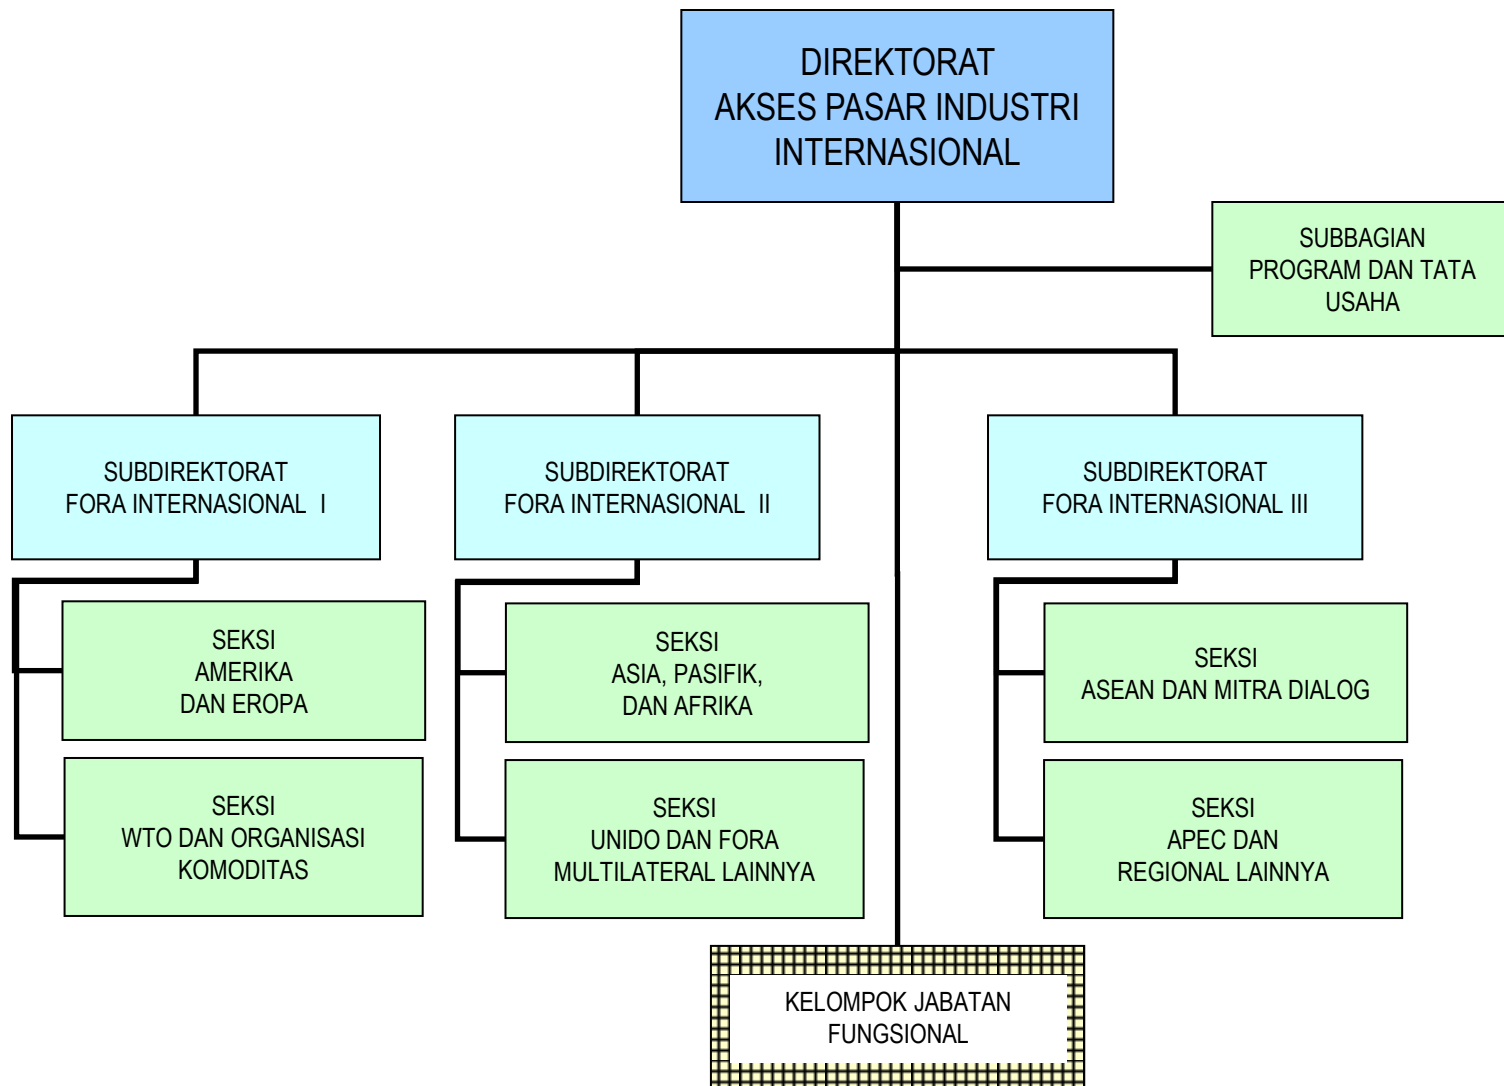 DIREKTORAT
AKSES PASAR INDUSTRI
INTERNASIONAL
SUBBAGIAN
PROGRAM DAN TATA
USAHA
SUBDIREKTORAT
FORA INTERNASIONAL  I
SUBDIREKTORAT
FORA INTERNASIONAL  II
SUBDIREKTORAT
FORA INTERNASIONAL III
SEKSI
AMERIKA
DAN EROPA
SEKSI
ASIA, PASIFIK,
DAN AFRIKA
SEKSI
ASEAN DAN MITRA DIALOG
SEKSI
WTO DAN ORGANISASI
KOMODITAS
SEKSI
UNIDO DAN FORA
MULTILATERAL LAINNYA
SEKSI
APEC DAN
REGIONAL LAINNYA
KELOMPOK JABATAN
FUNGSIONAL